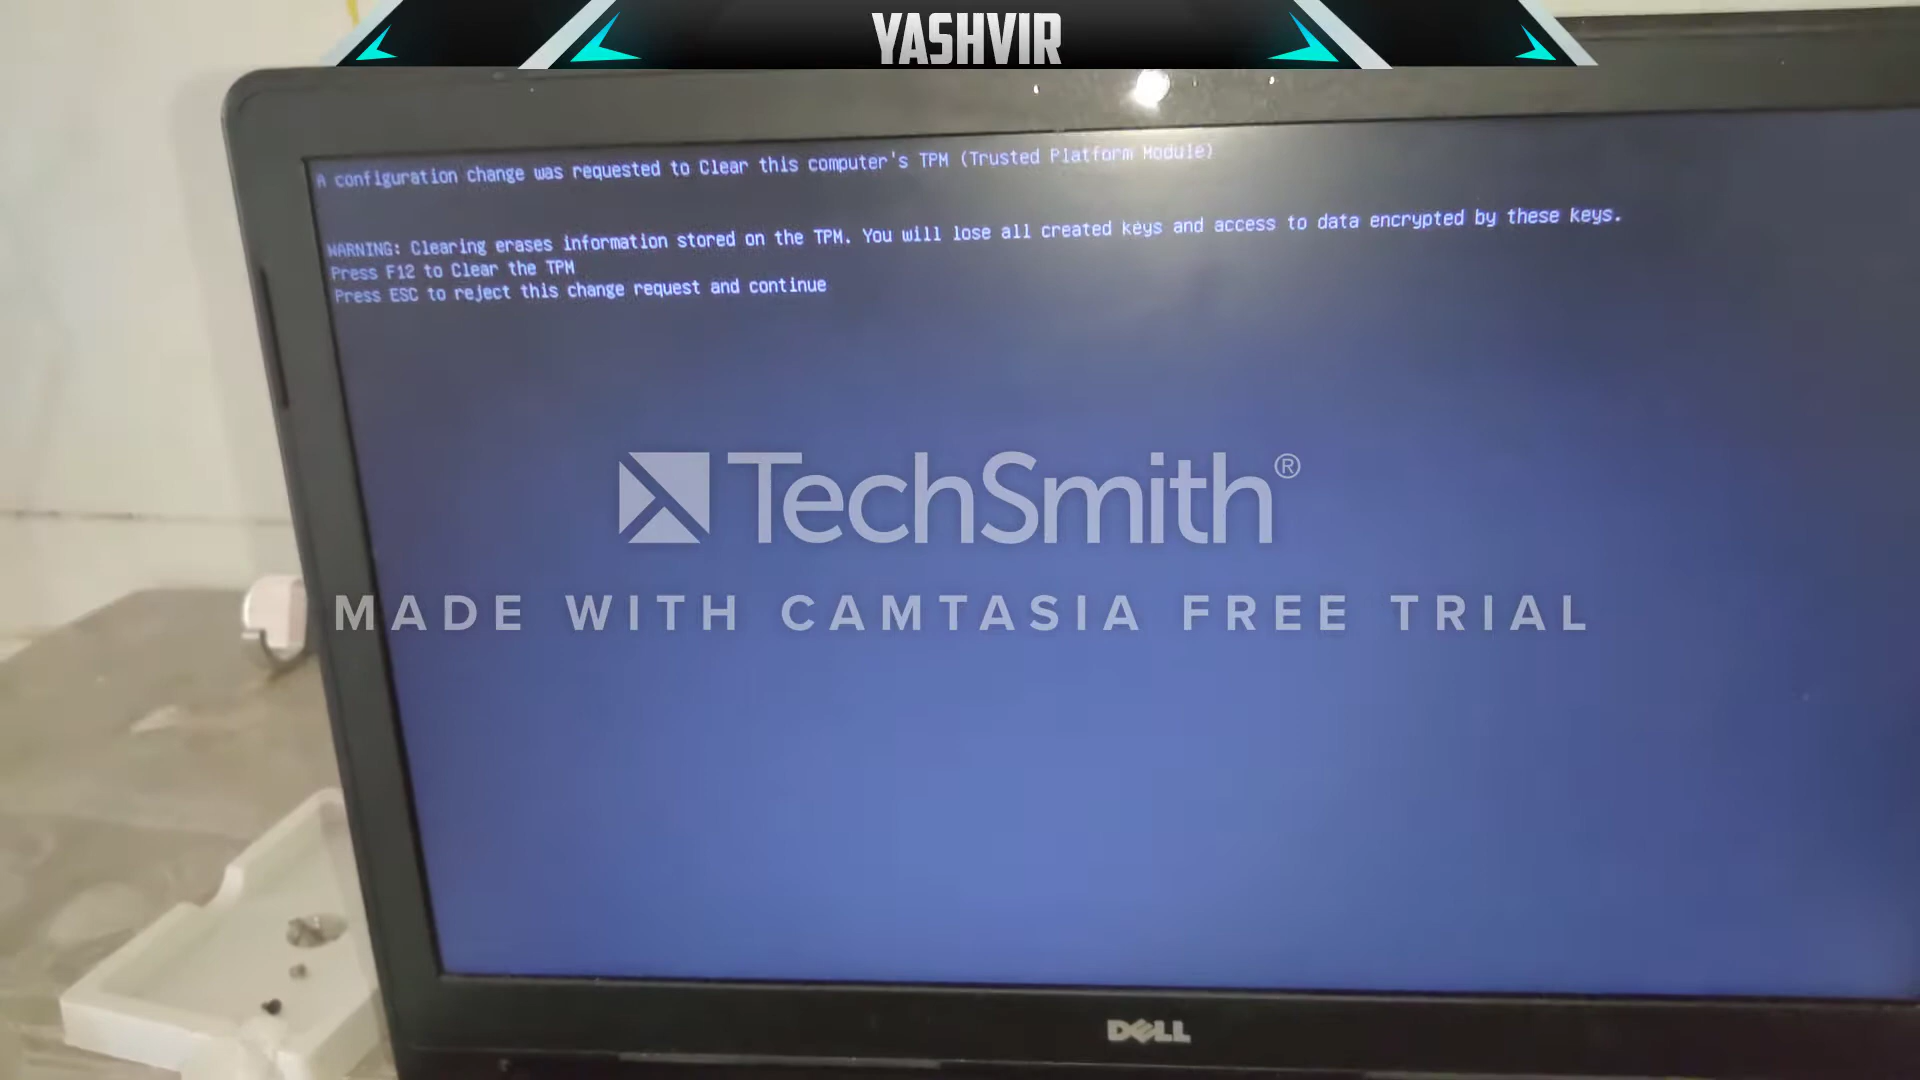 YASHVIR
A configuration change was requested to Clear this computer's TPM (Trusted Platform Module)
WARNING: Clearing erases information stored on the TPM. You will lose all created keys and access to data encrypted by these keys.
Press F12 to Clear the TPM
Press ESC to reject this change request and continue
TechSmith®
MADE WITH CAMTASIA FREE TRIAL
DELL